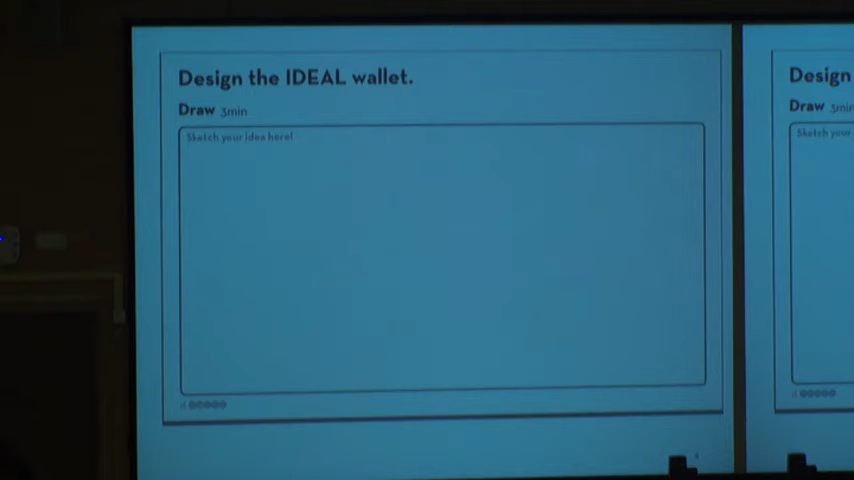 Design the IDEAL wallet.
Draw 3min
Sketch your idea here!
Design
Draw 3min
Sketch your